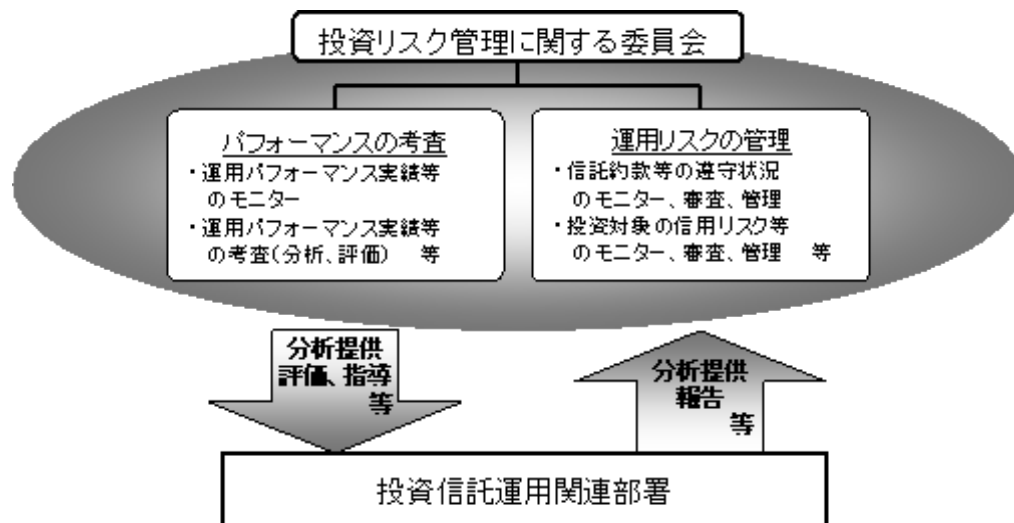 投資リスク管理に関する委員会
パフォーマンスの考査
・運用パフォーマンス実績等
のモニター
・運用パフォーマンス実績等
の考査(分析、評価) 等
運用リスクの管理
・信託約款等の遵守状況
のモニター、審査、管理
・投資対象の信用リスク等
のモニター、審査、管理 等
分析提供
評価、指導
等
分析提供
報告
等
投資信託運用関連部署